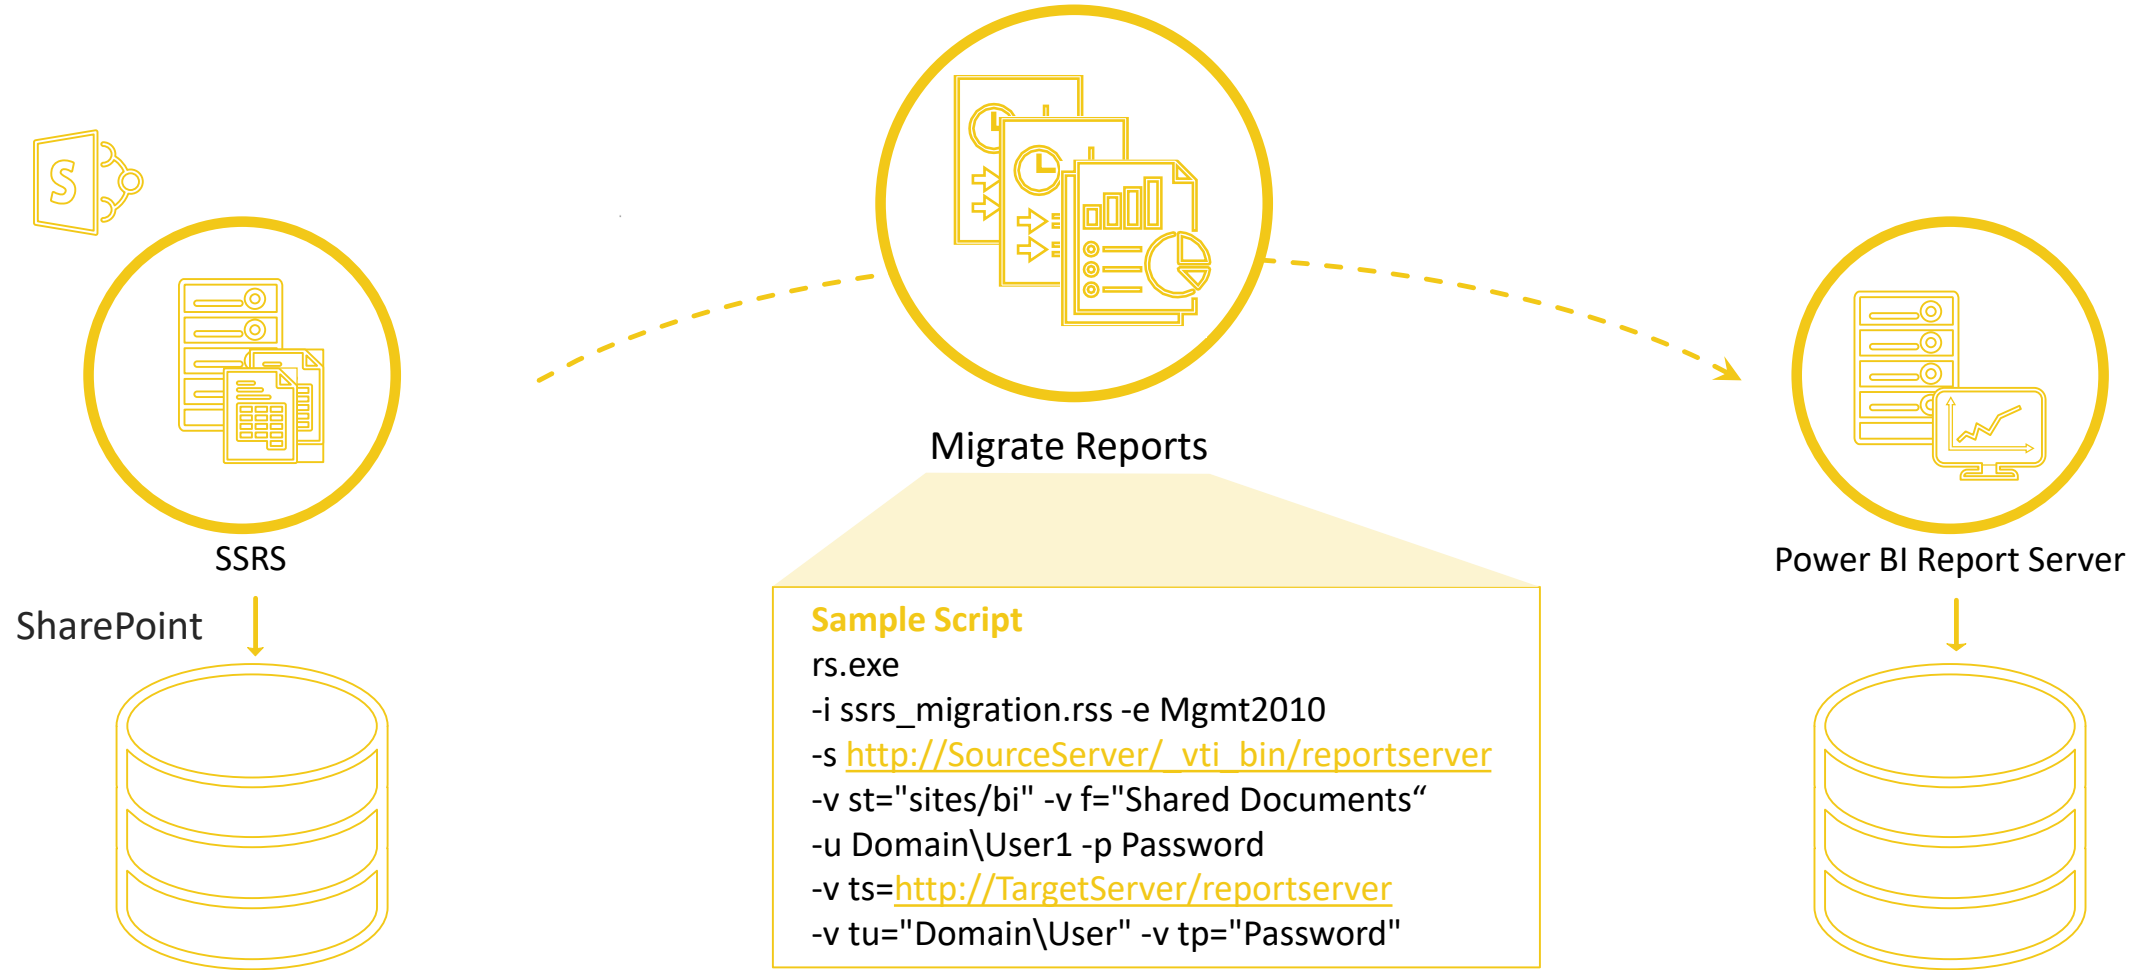 S
Migrate Reports
SSRS
Power BI Report Server
SharePoint
Sample Script
rs.exe
-i ssrs_migration.rss -e Mgmt2010
-s http://SourceServer/_vti_bin/reportserver
-v st="sites/bi" -v f="Shared Documents“
-u Domain\User1 -p Password
-v ts=http://TargetServer/reportserver
-v tu="Domain\User" -v tp="Password"